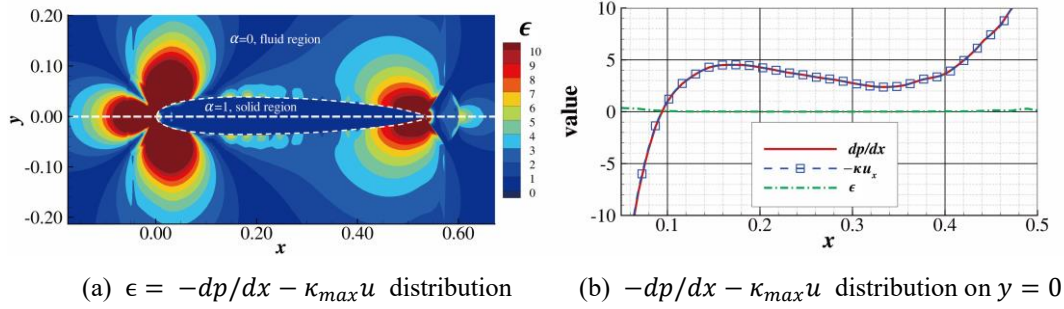 0.20
0.10
0.00
-0.10
-0.20
y
α=0, fluid region
α=1, solid region
0.00 0.20 0.40 0.60
x
ϵ
10
9
8
7
6
5
4
3
2
1
0
10
5
0
-5
-10
value
dp/dx
−κu_x
ϵ
0.1 0.2 0.3 0.4 0.5
x
(a) ϵ = −dp/dx − κ_max u distribution
(b) −dp/dx − κ_max u distribution on y = 0